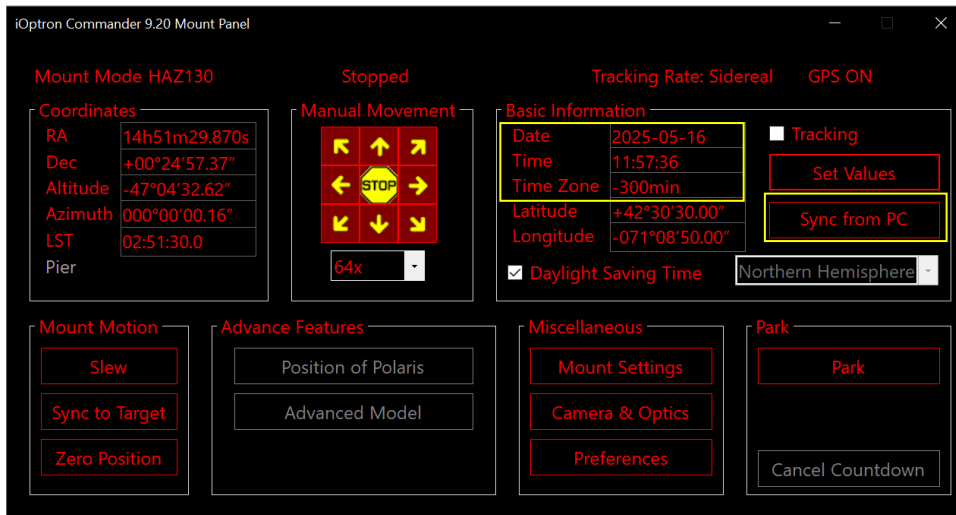 iOptron Commander 9.20 Mount Panel
Mount Mode HAZ130 Stopped Tracking Rate: Sidereal GPS ON
Coordinates
RA 14h51m29.870s
Dec +00°24'57.37"
Altitude -47°04'32.62"
Azimuth 000°00'00.16"
LST 02:51:30.0
Pier
Manual Movement
STOP
64x
Basic Information
Date 2025-05-16
Time 11:57:36
Time Zone -300min
Latitude +42°30'30.00"
Longitude -071°08'50.00"
Daylight Saving Time
Tracking
Set Values
Sync from PC
Northern Hemisphere
Mount Motion
Slew
Sync to Target
Zero Position
Advance Features
Position of Polaris
Advanced Model
Miscellaneous
Mount Settings
Camera & Optics
Preferences
Park
Park
Cancel Countdown